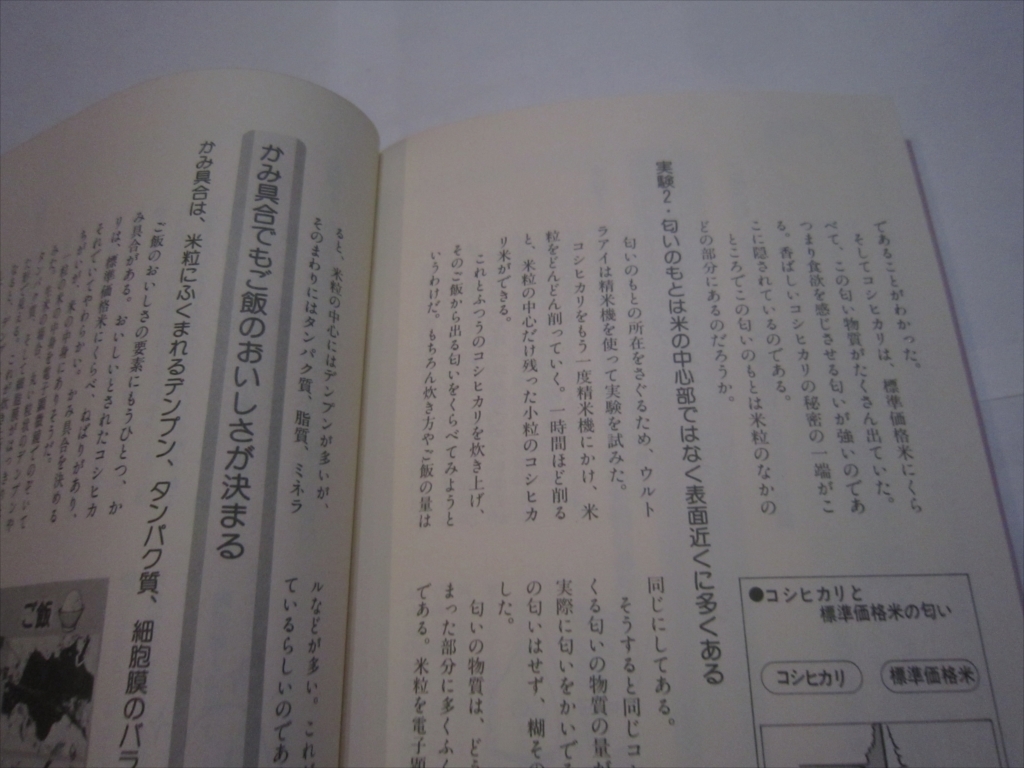 であることがわかった。
そしてコシヒカリは、標準価格米にくら
べて、この匂い物質がたくさん出ていた。
つまり食欲を感じさせる匂いが強いのであ
る。香ばしいコシヒカリの秘密の一端がこ
こに隠されているのである。
ところでこの匂いのもとは米粒のなかの
どの部分にあるのだろうか。
実験2・匂いのもとは米の中心部ではなく表面近くに多くある
匂いのもとの所在をさぐるため、ウルト
ラアイは精米機を使って実験を試みた。
コシヒカリをもう一度精米機にかけ、米
粒をどんどん削っていく。一時間ほど削る
と、米粒の中心だけ残った小粒のコシヒカ
リ米ができる。
これとふつうのコシヒカリを炊き上げ、
そのご飯から出る匂いをくらべてみようと
いうわけだ。もちろん炊き方やご飯の量は
●コシヒカリと
標準価格米の匂い
コシヒカリ
標準価格米
同じにしてある。
そうすると同じコ
くる匂いの物質の量が
実際に匂いをかいでみ
の匂いはせず、糊その
した。
匂いの物質は、ど
まった部分に多くふく
である。米粒を電子顕
ると、米粒の中心にはデンプンが多いが、
そのまわりにはタンパク質、脂質、ミネラ
ルなどが多い。これ
ているらしいのであ
かみ具合でもご飯のおいしさが決まる
かみ具合は、米粒にふくまれるデンプン、タンパク質、細胞膜のバラ
ご飯のおいしさの要素にもうひとつ、か
み具合がある。おいしいとされたコシヒカ
リは、標準価格米にくらべ、ねばりがあり、
それでいてやわらかい。
ご飯